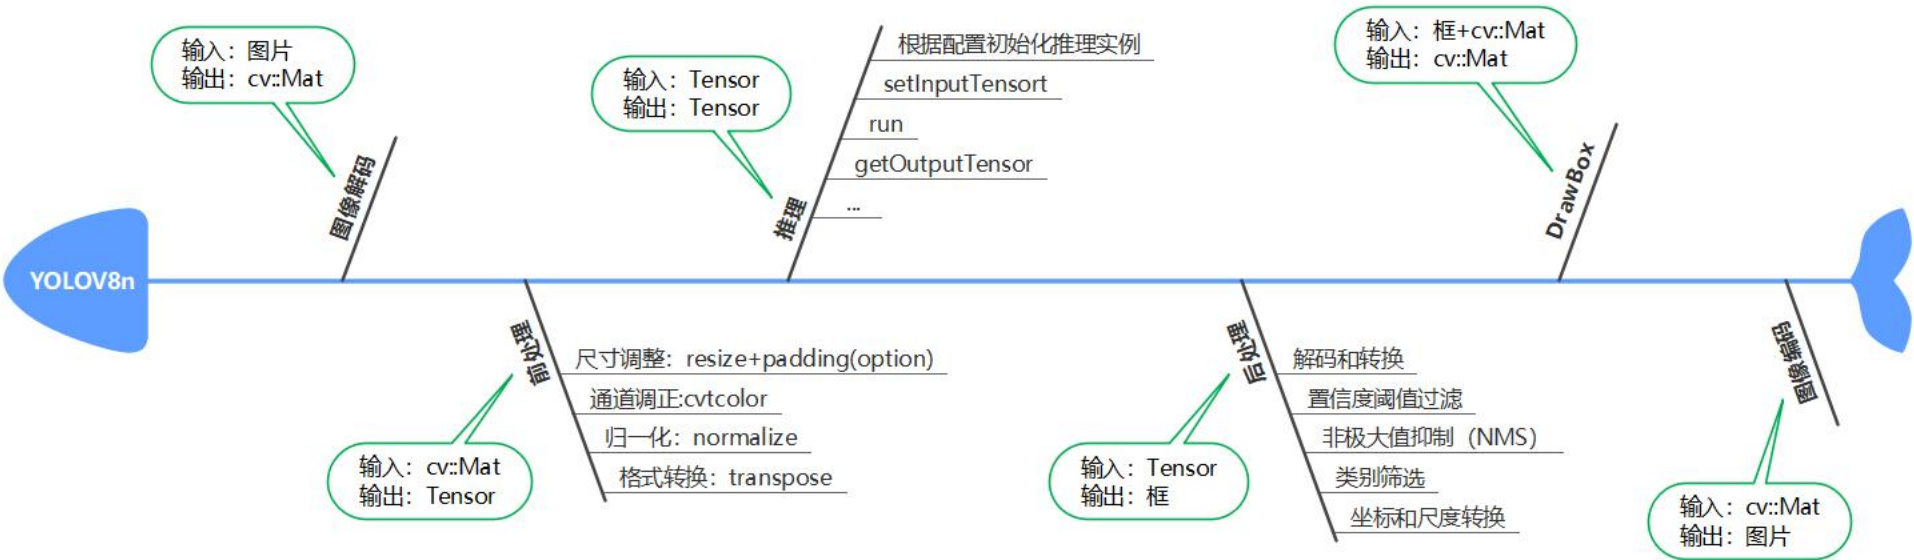 YOLOV8n
输入：图片
输出：cv::Mat
图像解码
输入：cv::Mat
输出：Tensor
前处理
尺寸调整：resize+padding(option)
通道调正:cvtcolor
归一化：normalize
格式转换：transpose
输入：Tensor
输出：Tensor
推理
根据配置初始化推理实例
setInputTensort
run
getOutputTensor
...
输入：Tensor
输出：框
后处理
解码和转换
置信度阈值过滤
非极大值抑制（NMS）
类别筛选
坐标和尺度转换
输入：框+cv::Mat
输出：cv::Mat
DrawBox
图像编码
输入：cv::Mat
输出：图片